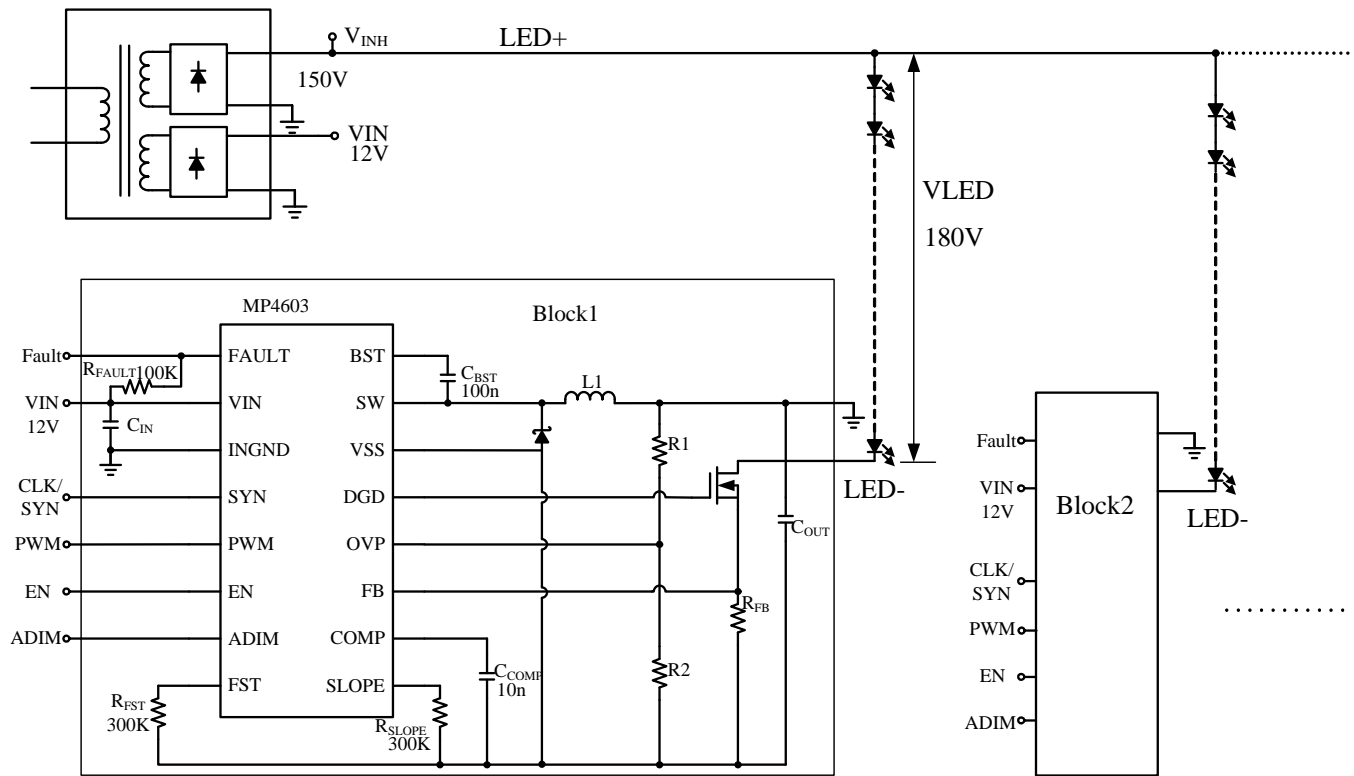 V_INH
LED+
150V
VIN
12V
VLED
180V
MP4603
Block1
Fault
R_FAULT 100K
VIN
12V
C_IN
CLK/
SYN
PWM
EN
ADIM
R_FST
300K
FAULT
VIN
INGND
SYN
PWM
EN
ADIM
FST
BST
SW
VSS
DGD
OVP
FB
COMP
SLOPE
C_BST
100n
L1
R1
C_OUT
R_FB
R2
C_COMP
10n
R_SLOPE
300K
LED-
Fault
VIN
12V
CLK/
SYN
PWM
EN
ADIM
Block2
LED-